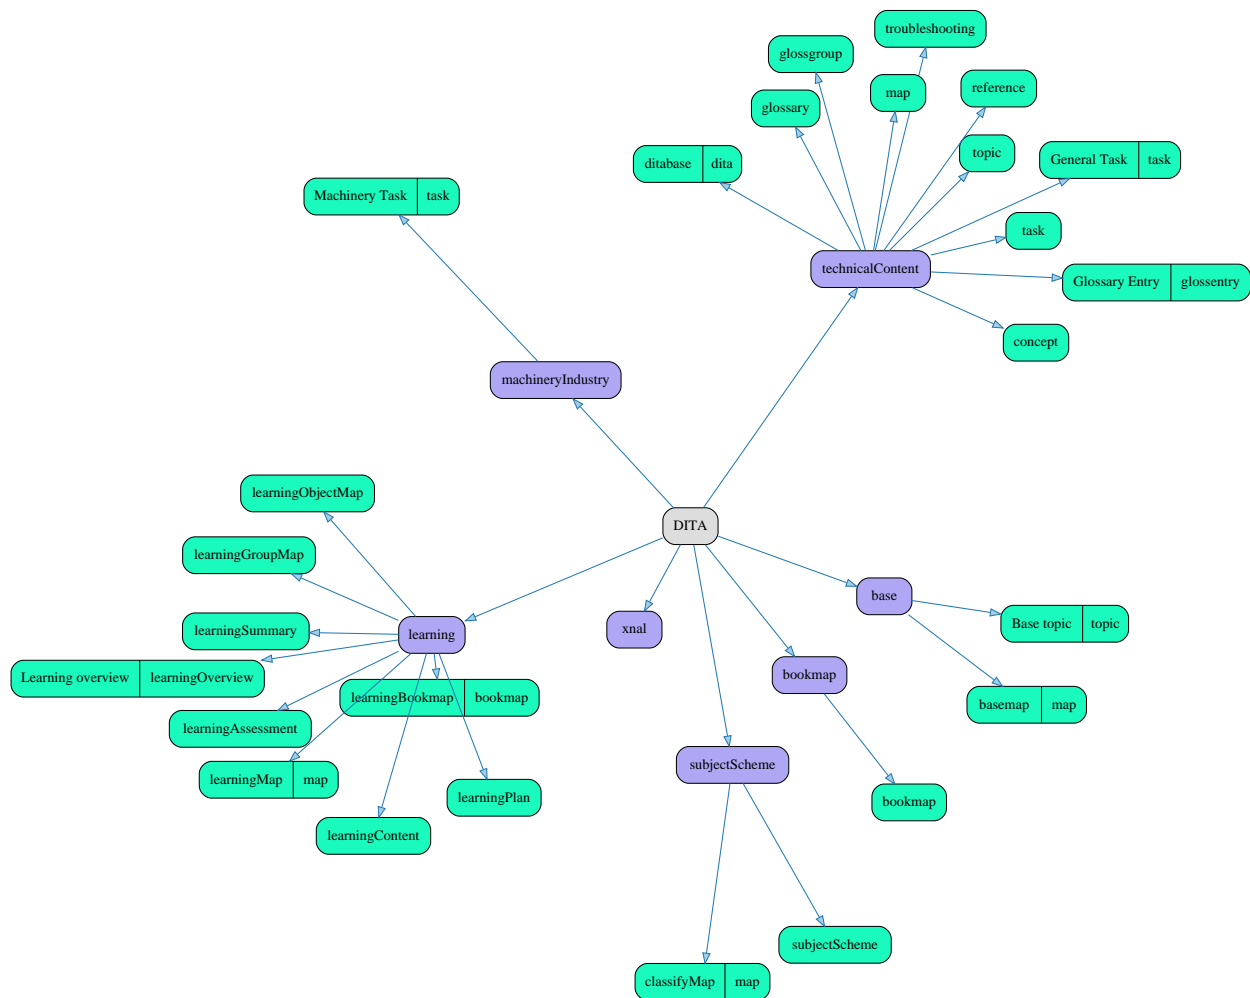 troubleshooting
glossgroup
map
reference
glossary
topic
General Task task
ditabase dita
Machinery Task task
task
technicalContent
Glossary Entry glossentry
concept
machineryIndustry
learningObjectMap
DITA
learningGroupMap
base
Base topic topic
xnal
learningSummary
learning
Learning overview learningOverview
bookmap
learningBookmap bookmap
basemap map
learningAssessment
subjectScheme
learningMap map
learningPlan
bookmap
learningContent
subjectScheme
classifyMap map